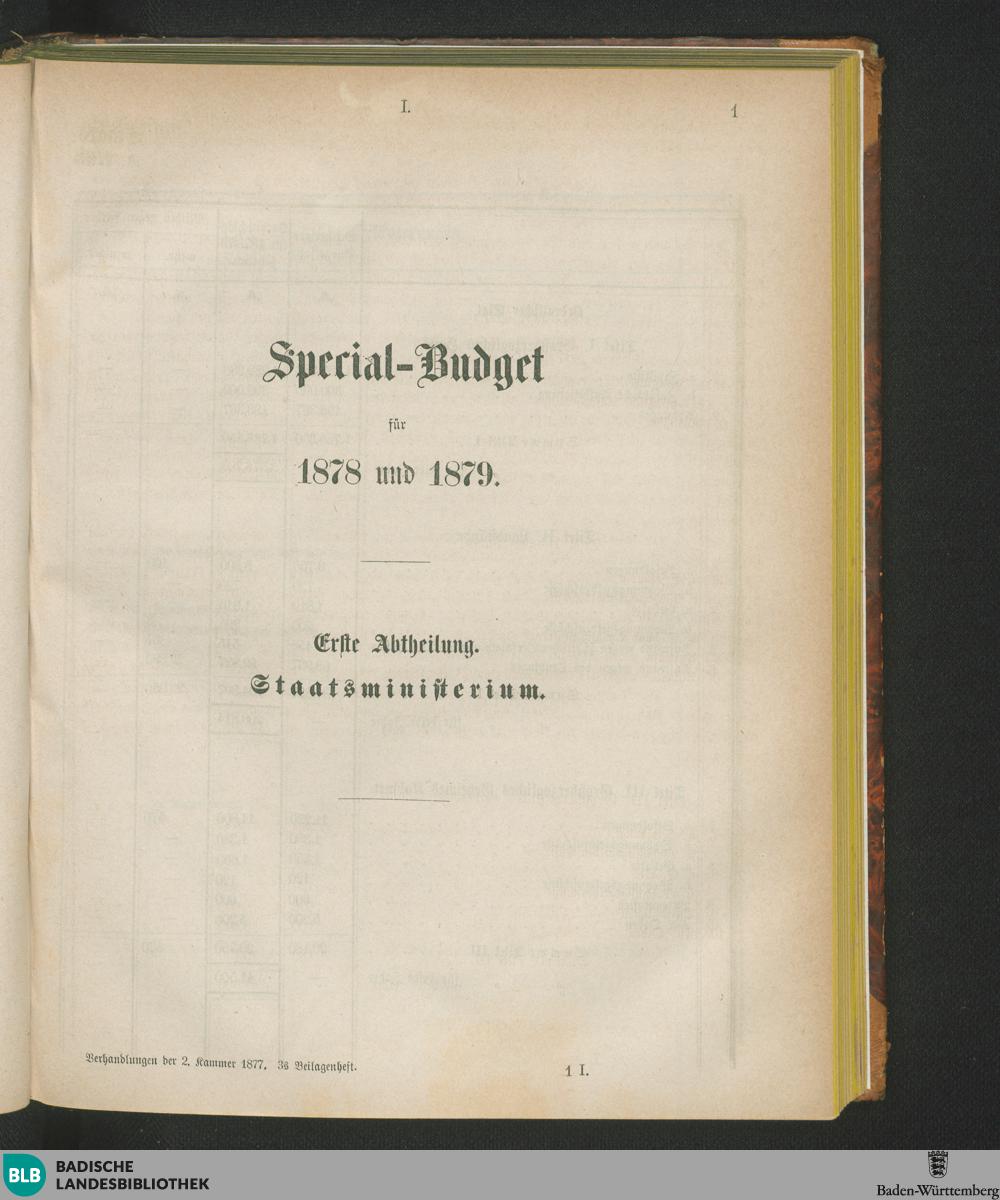 I.
1
Special-Budget
für
1878 und 1879.
Erste Abtheilung.
Staatsministerium.
Verhandlungen der 2. Kammer 1877. 3s Beilagenheft.
1 I.
BLB
BADISCHE
LANDESBIBLIOTHEK
Baden-Württemberg